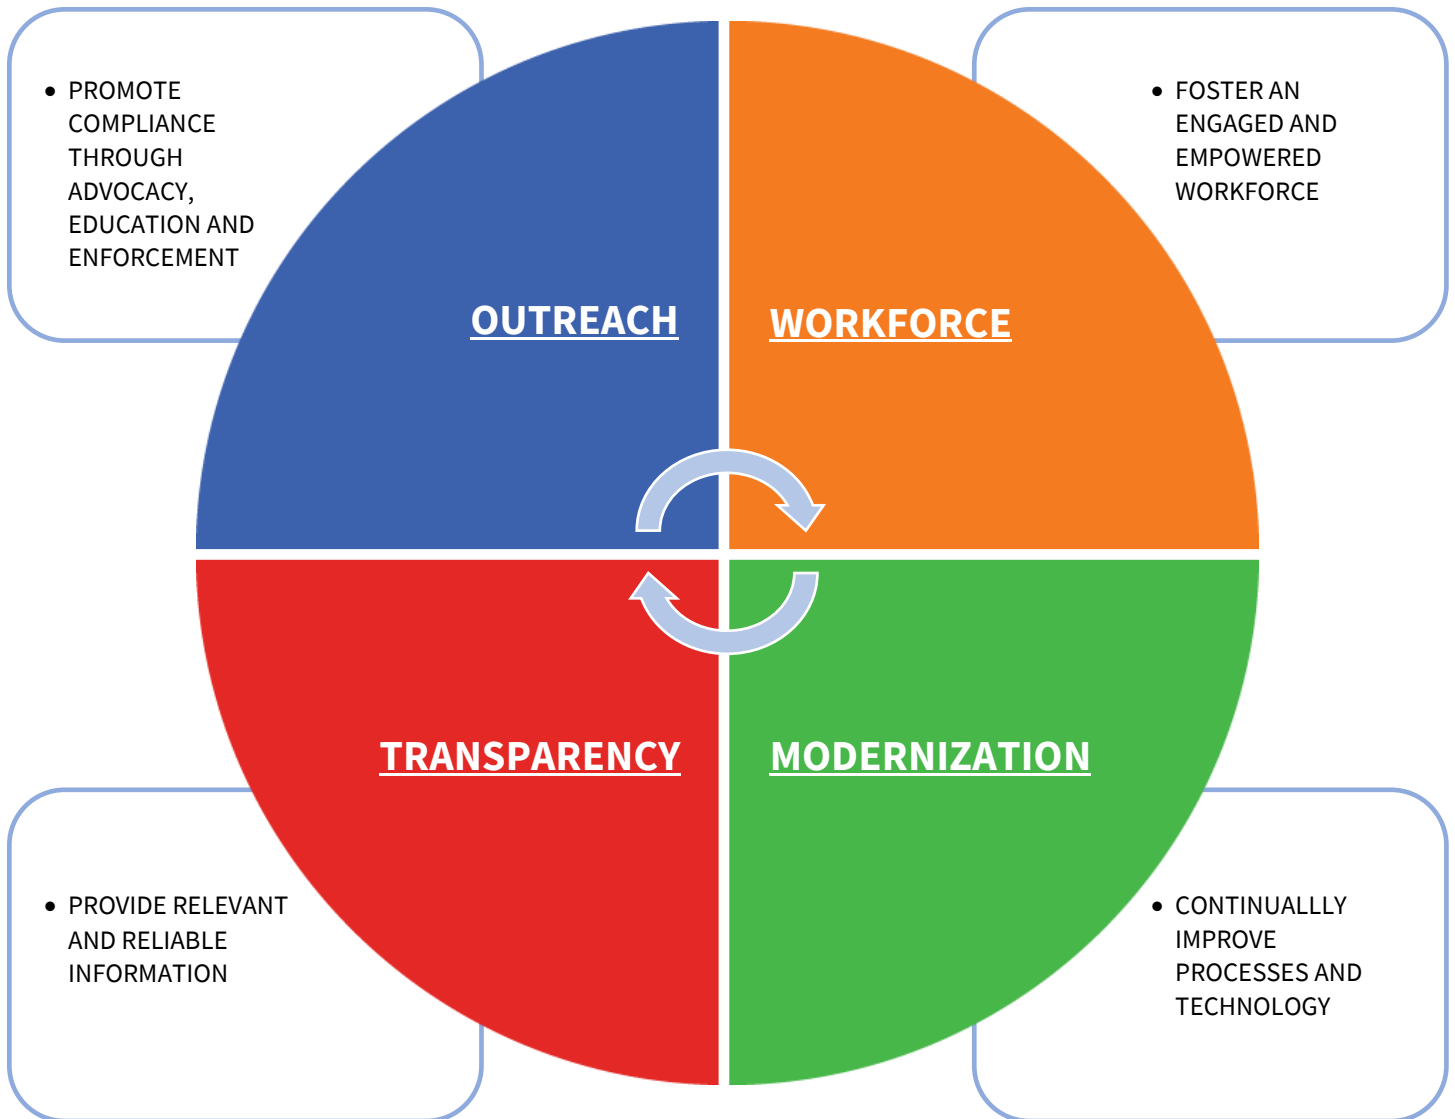 • PROMOTE
COMPLIANCE
THROUGH
ADVOCACY,
EDUCATION AND
ENFORCEMENT
• FOSTER AN
ENGAGED AND
EMPOWERED
WORKFORCE
OUTREACH
WORKFORCE
TRANSPARENCY
MODERNIZATION
• PROVIDE RELEVANT
AND RELIABLE
INFORMATION
• CONTINUALLLY
IMPROVE
PROCESSES AND
TECHNOLOGY